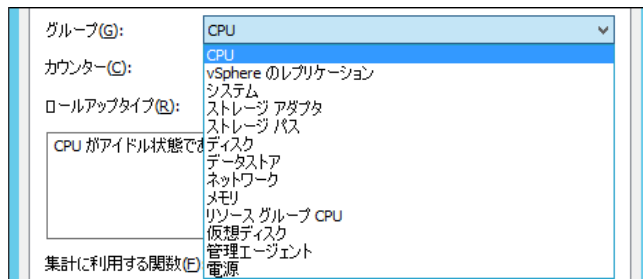 グループ(G):
CPU
CPU
カウンター(C):
vSphere のレプリケーション
システム
ロールアップタイプ(R):
ストレージ アダプタ
ストレージ パス
CPU がアイドル状態であ
ディスク
データストア
ネットワーク
メモリ
リソース グループ CPU
仮想ディスク
管理エージェント
集計に利用する関数(F)
電源